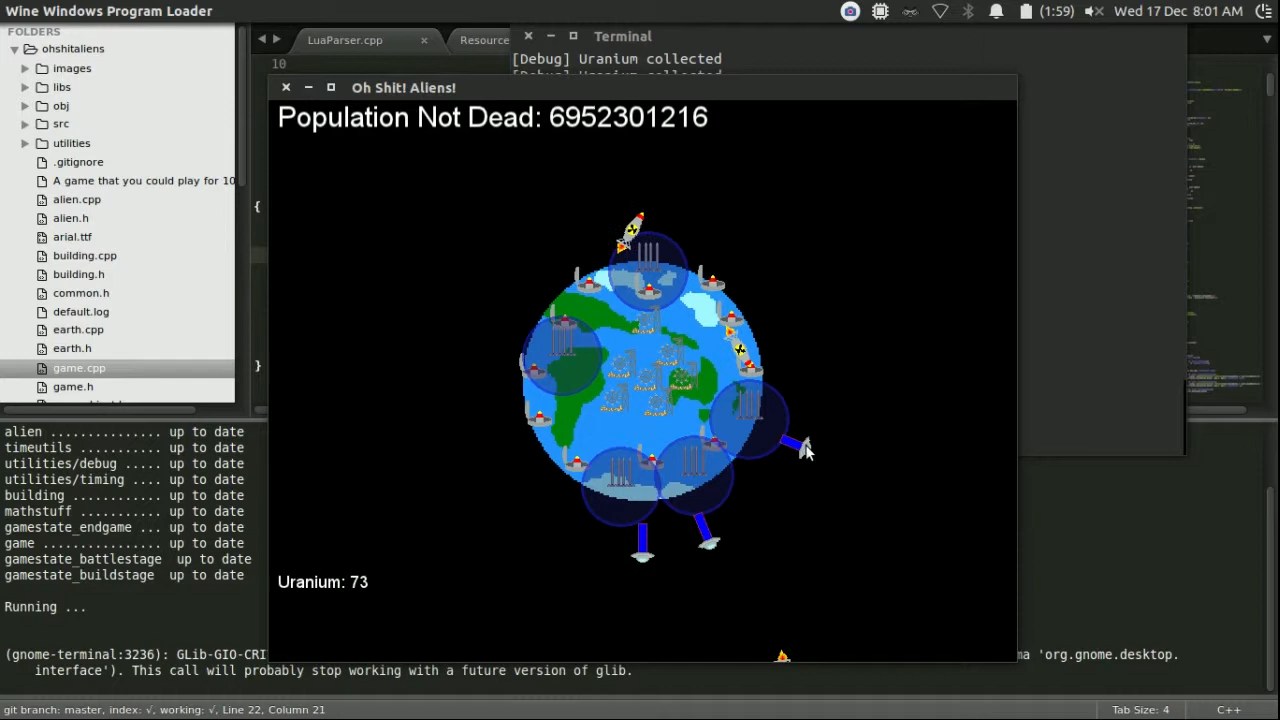 Wine Windows Program Loader
(1:59)
Wed 17 Dec 8:01 AM
FOLDERS
ohshitaliens
images
libs
obj
src
utilities
.gitignore
A game that you could play for 10
alien.cpp
alien.h
arial.ttf
building.cpp
building.h
common.h
default.log
earth.cpp
earth.h
game.cpp
game.h
LuaParser.cpp
Resource
10
{
}
Terminal
[Debug] Uranium collected
[Debug] Uranium collected
Oh Shit! Aliens!
Population Not Dead: 6952301216
Uranium: 73
alien ............... up to date
timeutils ........... up to date
utilities/debug ..... up to date
utilities/timing .... up to date
building ............ up to date
mathstuff ........... up to date
gamestate_endgame ... up to date
game ................ up to date
gamestate_battlestage  up to date
gamestate_buildstage  up to date
Running ...
(gnome-terminal:3236): GLib-GIO-CRI
ma 'org.gnome.desktop.
interface'). This call will probably stop working with a future version of glib.
git branch: master, index: √, working: √, Line 22, Column 21
Tab Size: 4
C++